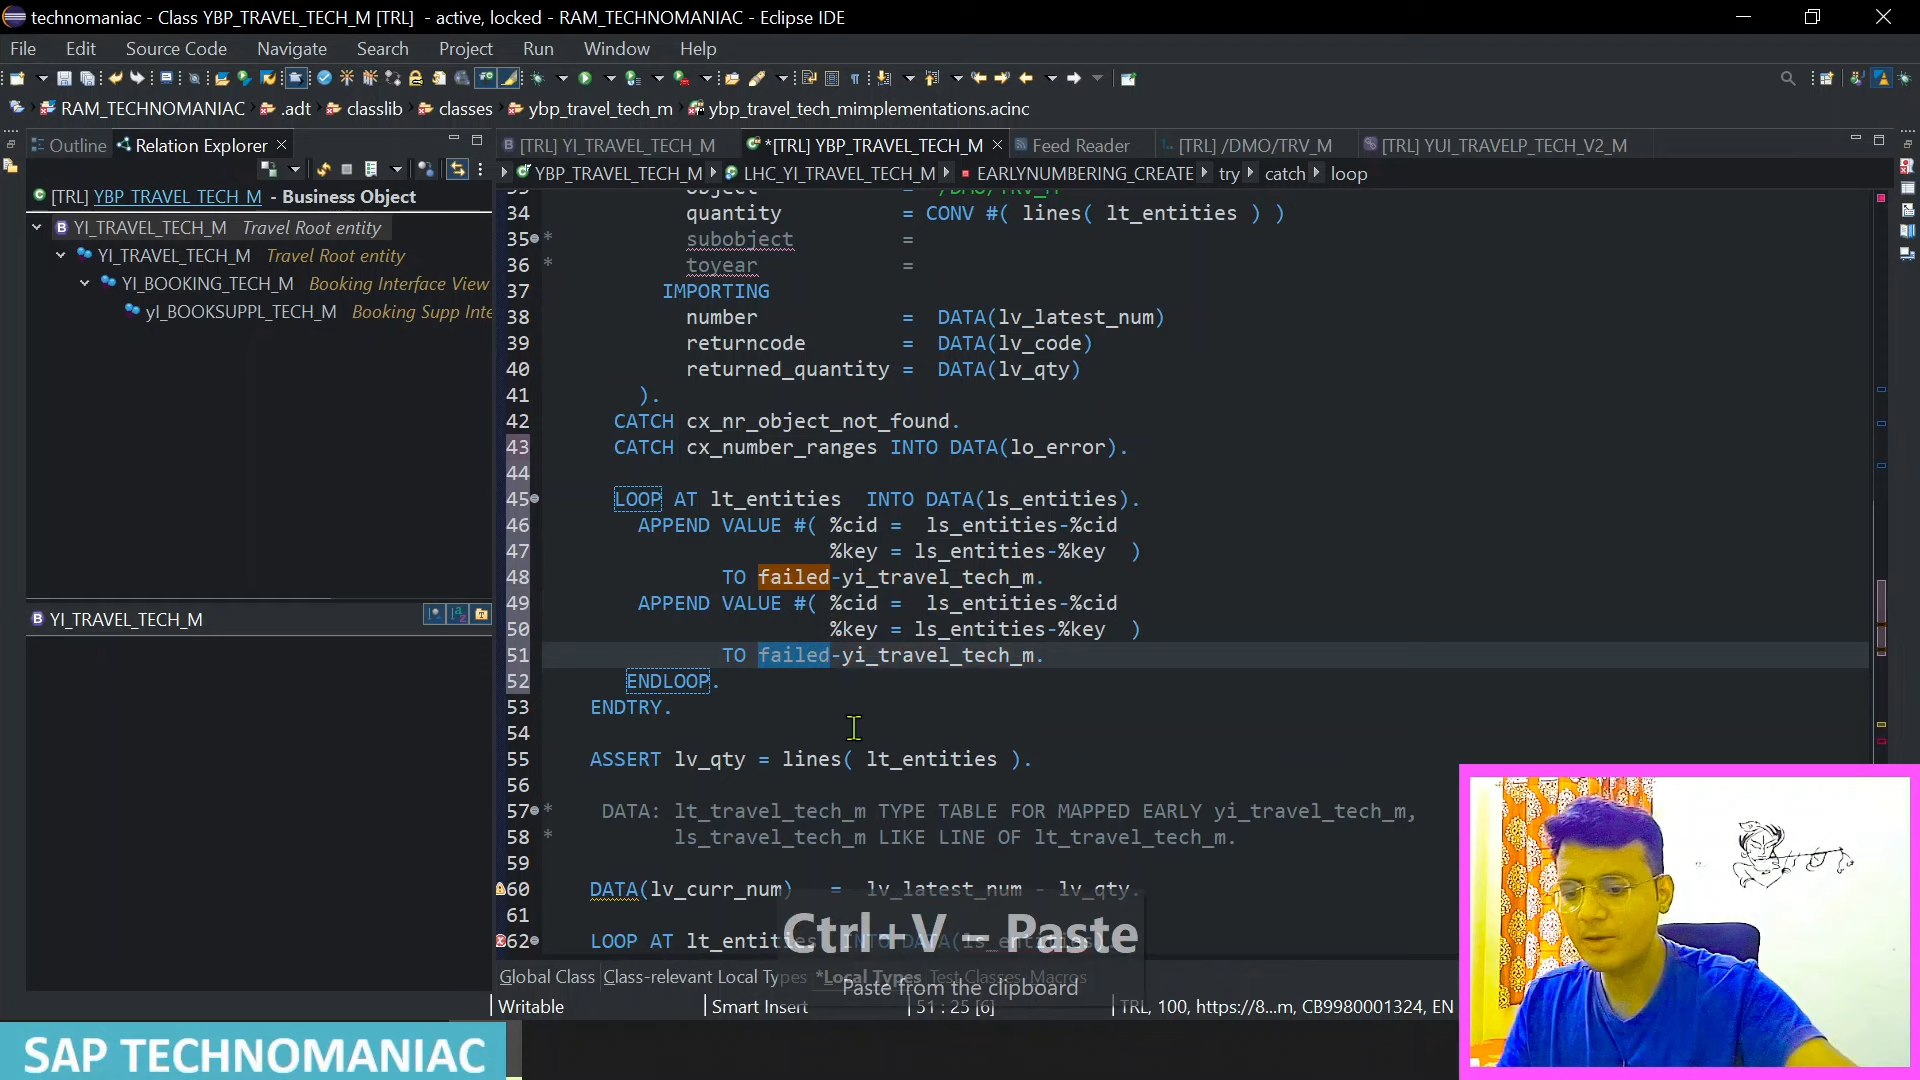 technomaniac - Class YBP_TRAVEL_TECH_M [TRL]  - active, locked - RAM_TECHNOMANIAC - Eclipse IDE
File Edit Source Code Navigate Search Project Run Window Help
RAM_TECHNOMANIAC .adt classlib classes ybp_travel_tech_m ybp_travel_tech_mimplementations.acinc
Outline Relation Explorer
[TRL] YI_TRAVEL_TECH_M *[TRL] YBP_TRAVEL_TECH_M Feed Reader [TRL] /DMO/TRV_M [TRL] YUI_TRAVELP_TECH_V2_M
YBP_TRAVEL_TECH_M LHC_YI_TRAVEL_TECH_M EARLYNUMBERING_CREATE try catch loop
[TRL] YBP_TRAVEL_TECH_M - Business Object
YI_TRAVEL_TECH_M Travel Root entity
YI_TRAVEL_TECH_M Travel Root entity
YI_BOOKING_TECH_M Booking Interface View
yI_BOOKSUPPL_TECH_M Booking Supp Inte
YI_TRAVEL_TECH_M
34 quantity = CONV #( lines( lt_entities ) )
35 * subobject =
36 * toyear =
37 IMPORTING
38 number = DATA(lv_latest_num)
39 returncode = DATA(lv_code)
40 returned_quantity = DATA(lv_qty)
41 ).
42 CATCH cx_nr_object_not_found.
43 CATCH cx_number_ranges INTO DATA(lo_error).
44
45 LOOP AT lt_entities INTO DATA(ls_entities).
46 APPEND VALUE #( %cid = ls_entities-%cid
47 %key = ls_entities-%key )
48 TO failed-yi_travel_tech_m.
49 APPEND VALUE #( %cid = ls_entities-%cid
50 %key = ls_entities-%key )
51 TO failed-yi_travel_tech_m.
52 ENDLOOP.
53 ENDTRY.
54
55 ASSERT lv_qty = lines( lt_entities ).
56
57 * DATA: lt_travel_tech_m TYPE TABLE FOR MAPPED EARLY yi_travel_tech_m,
58 * ls_travel_tech_m LIKE LINE OF lt_travel_tech_m.
59
60 DATA(lv_curr_num) = lv_latest_num - lv_qty.
61
62 LOOP AT lt_entities INTO DATA(ls_entities).
Ctrl+V – Paste
Paste from the clipboard
Global Class Class-relevant Local Types *Local Types Test Classes Macros
Writable Smart Insert 51 : 25 [6] TRL, 100, https://8...m, CB9980001324, EN
SAP TECHNOMANIAC